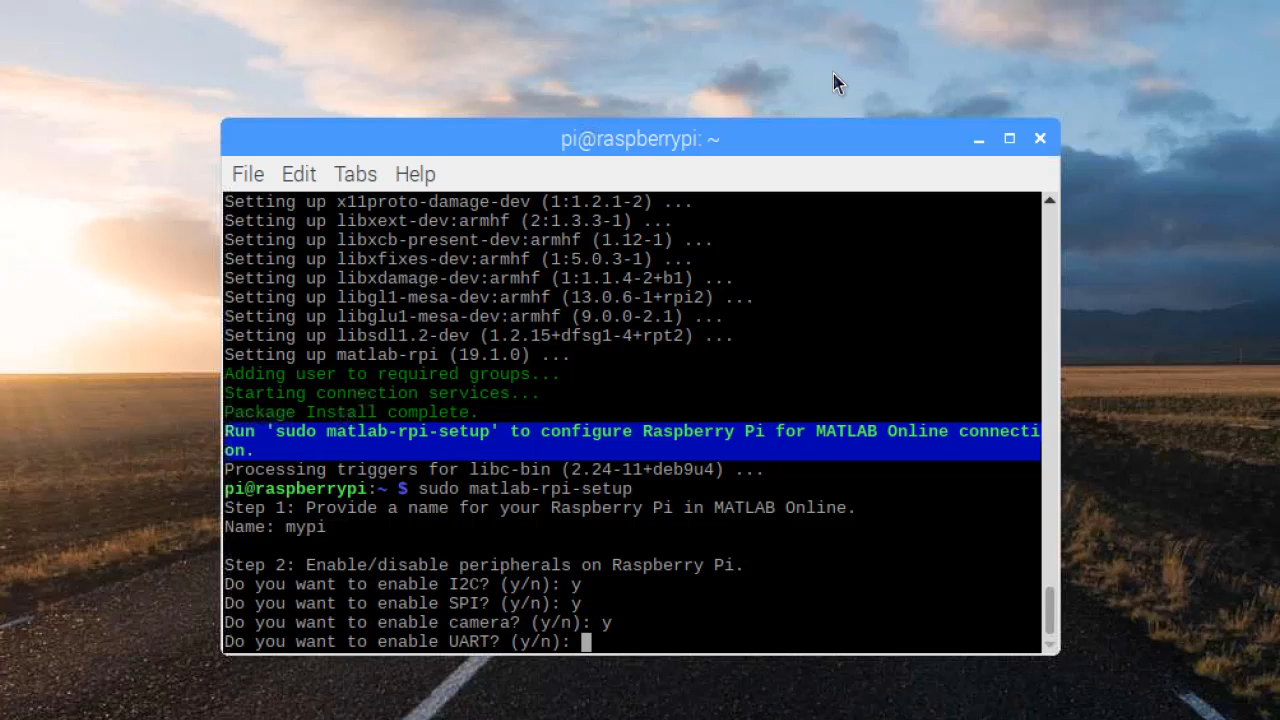 pi@raspberrypi: ~
File Edit Tabs Help
Setting up x11proto-damage-dev (1:1.2.1-2) ...
Setting up libxext-dev:armhf (2:1.3.3-1) ...
Setting up libxcb-present-dev:armhf (1.12-1) ...
Setting up libxfixes-dev:armhf (1:5.0.3-1) ...
Setting up libxdamage-dev:armhf (1:1.1.4-2+b1) ...
Setting up libgl1-mesa-dev:armhf (13.0.6-1+rpi2) ...
Setting up libglu1-mesa-dev:armhf (9.0.0-2.1) ...
Setting up libsdl1.2-dev (1.2.15+dfsg1-4+rpt2) ...
Setting up matlab-rpi (19.1.0) ...
Adding user to required groups...
Starting connection services...
Package Install complete.
Run 'sudo matlab-rpi-setup' to configure Raspberry Pi for MATLAB Online connecti
on.
Processing triggers for libc-bin (2.24-11+deb9u4) ...
pi@raspberrypi:~ $ sudo matlab-rpi-setup
Step 1: Provide a name for your Raspberry Pi in MATLAB Online.
Name: mypi
Step 2: Enable/disable peripherals on Raspberry Pi.
Do you want to enable I2C? (y/n): y
Do you want to enable SPI? (y/n): y
Do you want to enable camera? (y/n): y
Do you want to enable UART? (y/n):